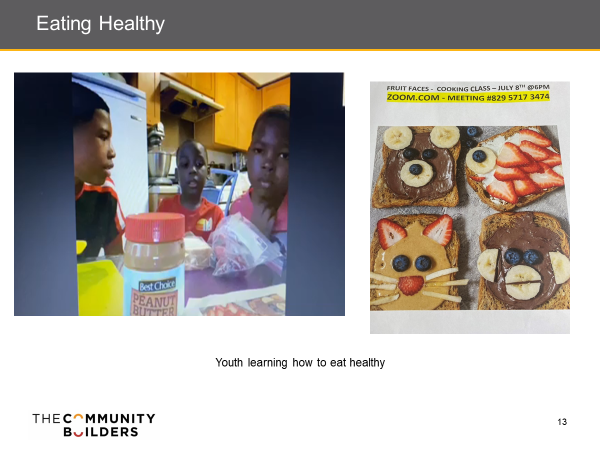 Eating Healthy
FRUIT FACES - COOKING CLASS – JULY 8TH @6PM
ZOOM.COM – MEETING #829 5717 3474
Best Choice
PEANUT
BUTTER
Youth learning how to eat healthy
THE COMMUNITY
BUILDERS
13